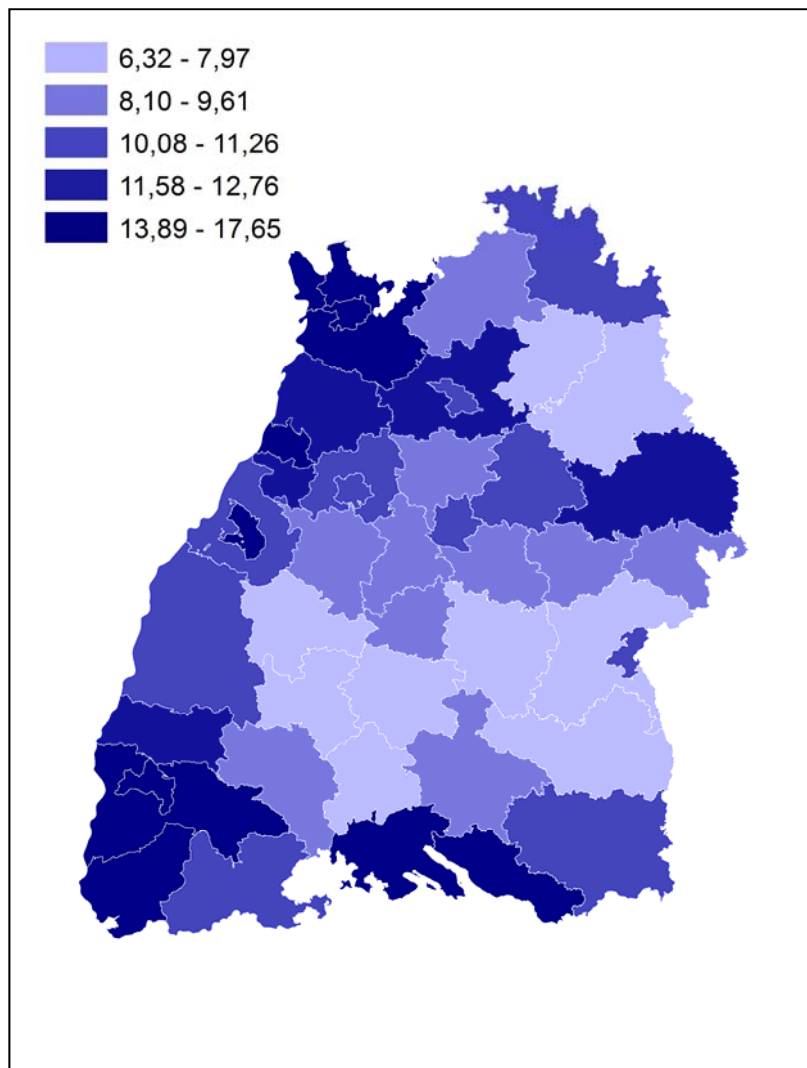 6,32 - 7,97
8,10 - 9,61
10,08 - 11,26
11,58 - 12,76
13,89 - 17,65